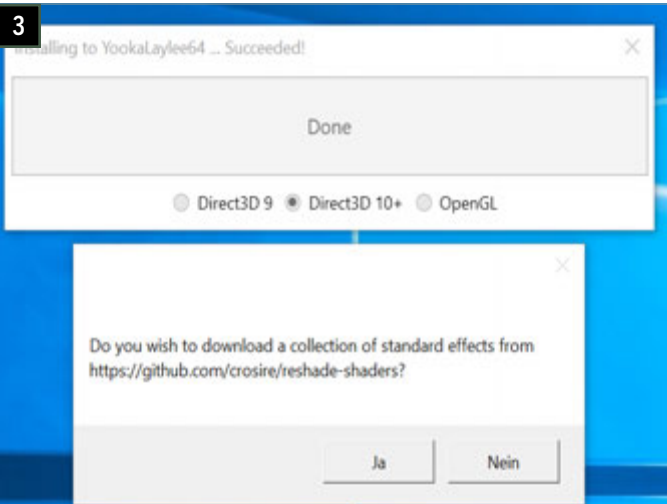 3
Installing to YookaLaylee64 ... Succeeded!
Done
Direct3D 9 Direct3D 10+ OpenGL
Do you wish to download a collection of standard effects from
https://github.com/crosire/reshade-shaders?
Ja Nein